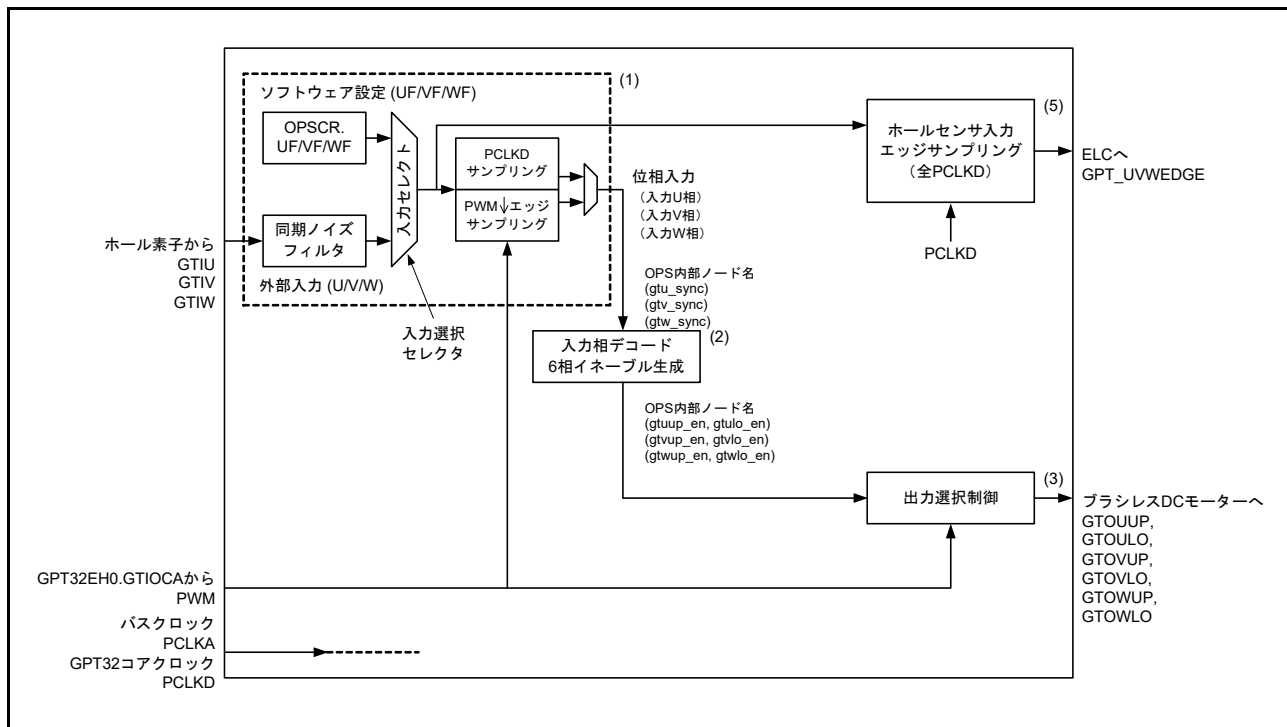 ソフトウェア設定 (UF/VF/WF)
(1)
OPSCR.
UF/VF/WF
入力セレクト
PCLKD
サンプリング
PWM↓エッジ
サンプリング
同期ノイズ
フィルタ
外部入力 (U/V/W)
ホール素子から
GTIU
GTIV
GTIW
入力選択
セレクタ
位相入力
（入力U相）
（入力V相）
（入力W相）
OPS内部ノード名
(gtu_sync)
(gtv_sync)
(gtw_sync)
入力相デコード
6相イネーブル生成
(2)
OPS内部ノード名
(gtuup_en, gtulo_en)
(gtvup_en, gtvlo_en)
(gtwup_en, gtwlo_en)
ホールセンサ入力
エッジサンプリング
（全PCLKD）
(5)
ELCへ
GPT_UVWEDGE
PCLKD
出力選択制御
(3)
ブラシレスDCモーターへ
GTOUUP,
GTOULO,
GTOVUP,
GTOVLO,
GTOWUP,
GTOWLO
GPT32EH0.GTIOCAから
PWM
バスクロック
PCLKA
GPT32コアクロック
PCLKD